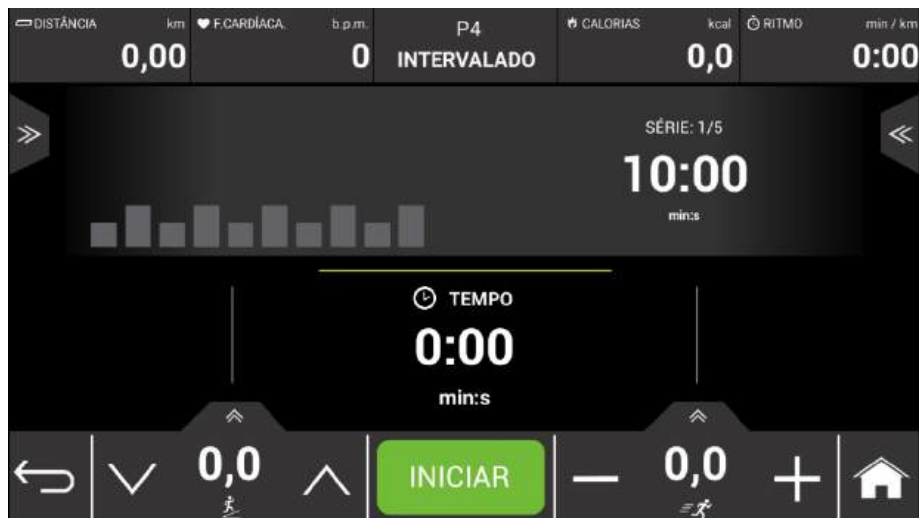 DISTÂNCIA km
0,00
F.CARDÍACA. b.p.m.
0
P4
INTERVALADO
CALORIAS kcal
0,0
RITMO min / km
0:00
SÉRIE: 1/5
10:00
min:s
TEMPO
0:00
min:s
0,0
INICIAR
0,0